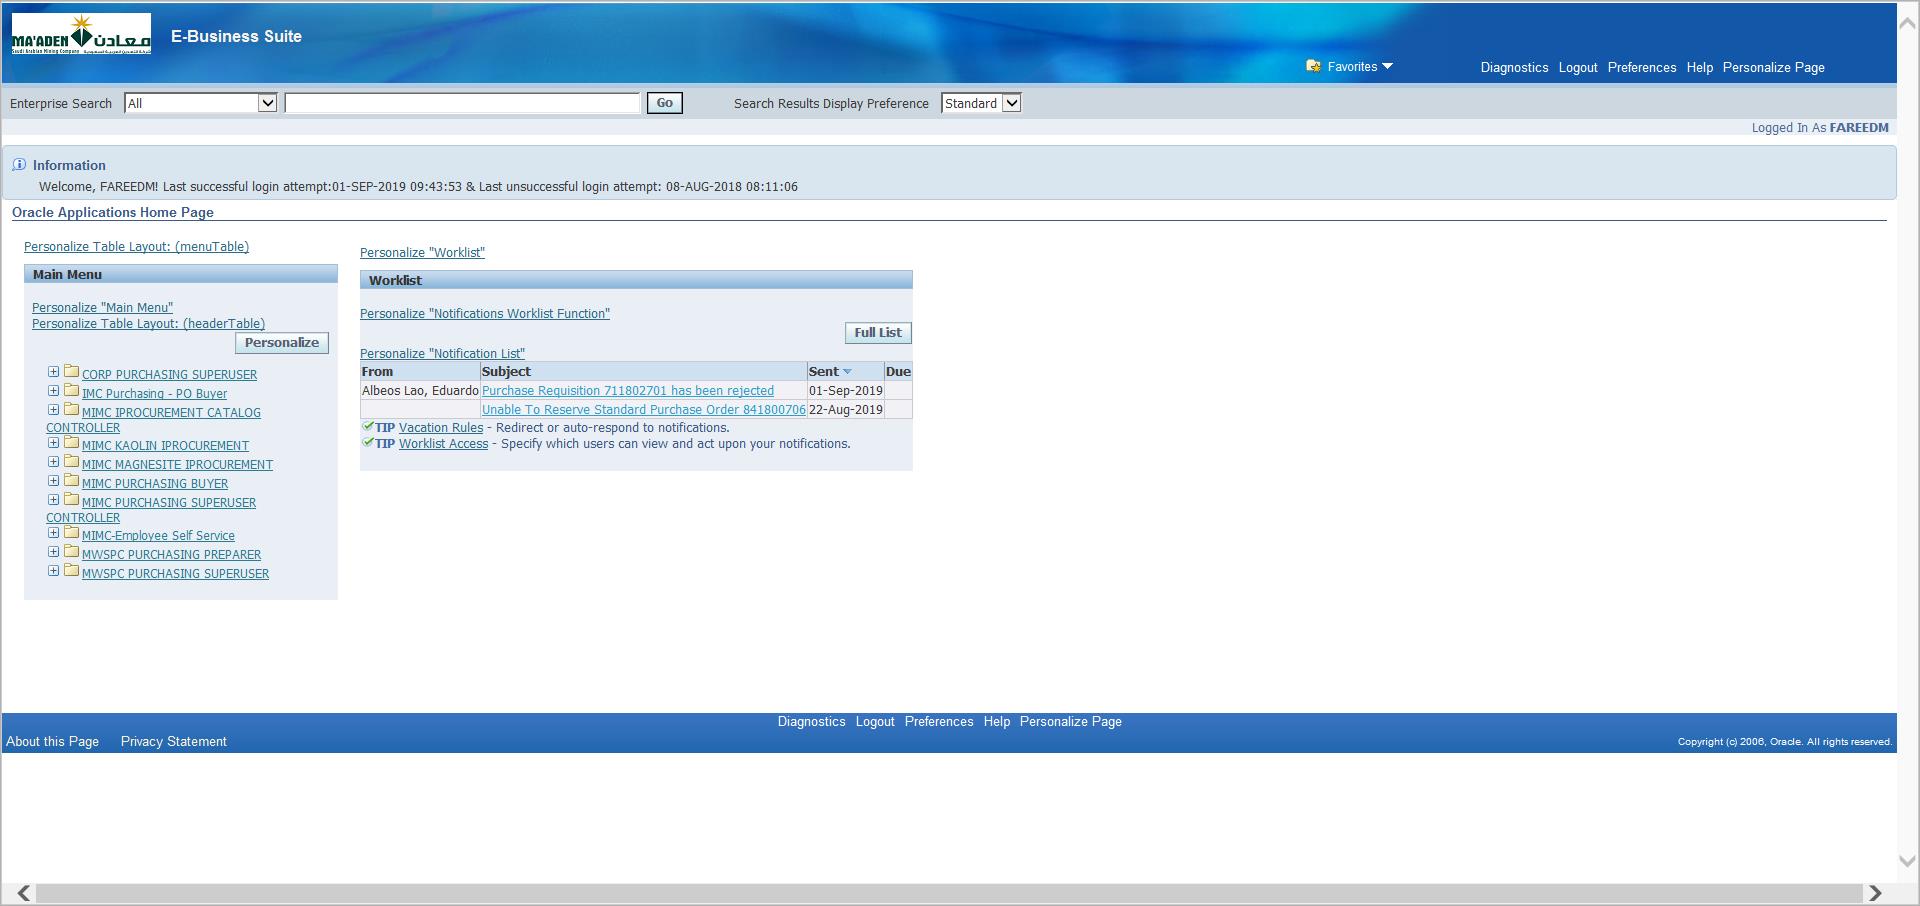 MA'ADEN معادن
Saudi Arabian Mining Company
E-Business Suite
Favorites
Diagnostics Logout Preferences Help Personalize Page
Enterprise Search All Go Search Results Display Preference Standard
Logged In As FAREEDM
Information
Welcome, FAREEDM! Last successful login attempt:01-SEP-2019 09:43:53 & Last unsuccessful login attempt: 08-AUG-2018 08:11:06
Oracle Applications Home Page
Personalize Table Layout: (menuTable)
Main Menu
Personalize "Main Menu"
Personalize Table Layout: (headerTable)
Personalize
CORP PURCHASING SUPERUSER
IMC Purchasing - PO Buyer
MIMC IPROCUREMENT CATALOG
CONTROLLER
MIMC KAOLIN IPROCUREMENT
MIMC MAGNESITE IPROCUREMENT
MIMC PURCHASING BUYER
MIMC PURCHASING SUPERUSER
CONTROLLER
MIMC-Employee Self Service
MWSPC PURCHASING PREPARER
MWSPC PURCHASING SUPERUSER
Personalize "Worklist"
Worklist
Personalize "Notifications Worklist Function"
Full List
Personalize "Notification List"
From Subject Sent Due
Albeos Lao, Eduardo Purchase Requisition 711802701 has been rejected 01-Sep-2019
Unable To Reserve Standard Purchase Order 841800706 22-Aug-2019
TIP Vacation Rules - Redirect or auto-respond to notifications.
TIP Worklist Access - Specify which users can view and act upon your notifications.
Diagnostics Logout Preferences Help Personalize Page
About this Page Privacy Statement
Copyright (c) 2006, Oracle. All rights reserved.